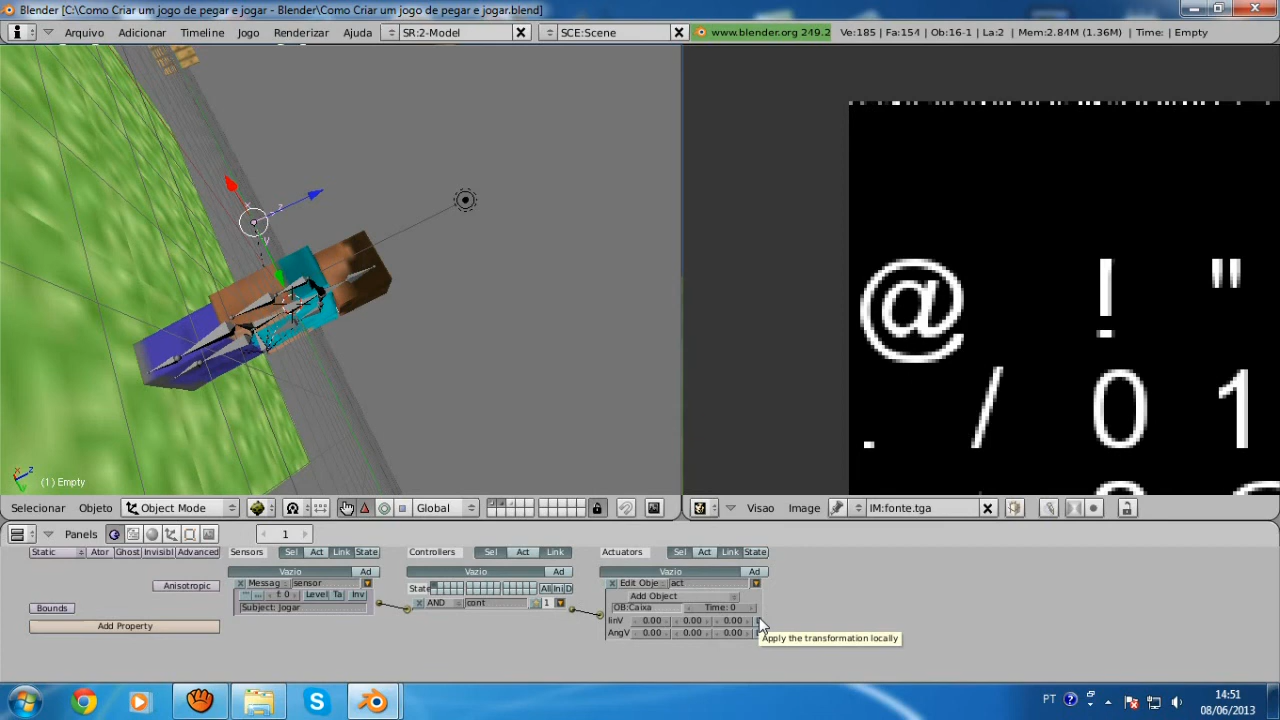 Blender [C:\Como Criar um jogo de pegar e jogar - Blender\Como Criar um jogo de pegar e jogar.blend]
Arquivo Adicionar Timeline Jogo Renderizar Ajuda SR:2-Model SCE:Scene www.blender.org 249.2 Ve:185 | Fa:154 | Ob:16-1 | La:2 | Mem:2.84M (1.36M) | Time: | Empty
x z y
@ ! "
. / 0 1
x z
(1) Empty
Selecionar Objeto Object Mode Global Visao Image IM:fonte.tga
Panels 1
Static Ator Ghost Invisibl Advanced Sensors Sel Act Link State Controllers Sel Act Link Actuators Sel Act Link State
Vazio Ad Vazio Ad Vazio Ad
Anisotropic X Messag sensor State All Ini D X Edit Obje act
f: 0 Level Ta Inv AND cont 1 Add Object
Bounds Subject: jogar OB:Caixa Time: 0
Add Property linV 0.00 0.00 0.00
AngV 0.00 0.00 0.00
Apply the transformation locally
PT 14:51
08/06/2013